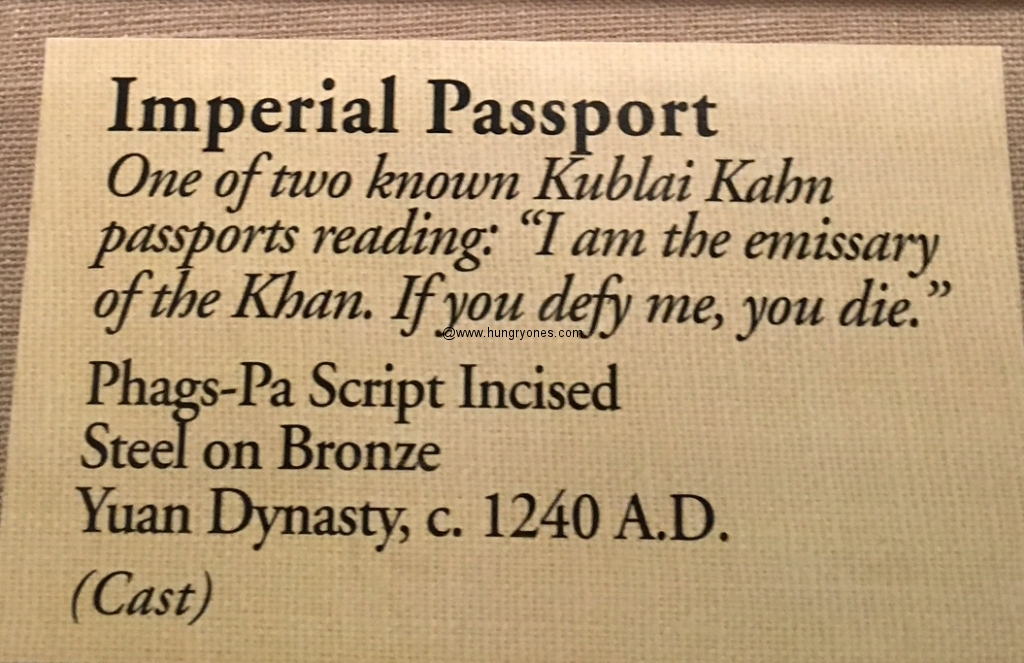 Imperial Passport
One of two known Kublai Kahn
passports reading: “I am the emissary
of the Khan. If you defy me, you die.”
@www.hungryones.com
Phags-Pa Script Incised
Steel on Bronze
Yuan Dynasty, c. 1240 A.D.
(Cast)